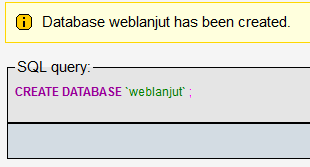 Database weblanjut has been created.
SQL query:
CREATE DATABASE `weblanjut` ;